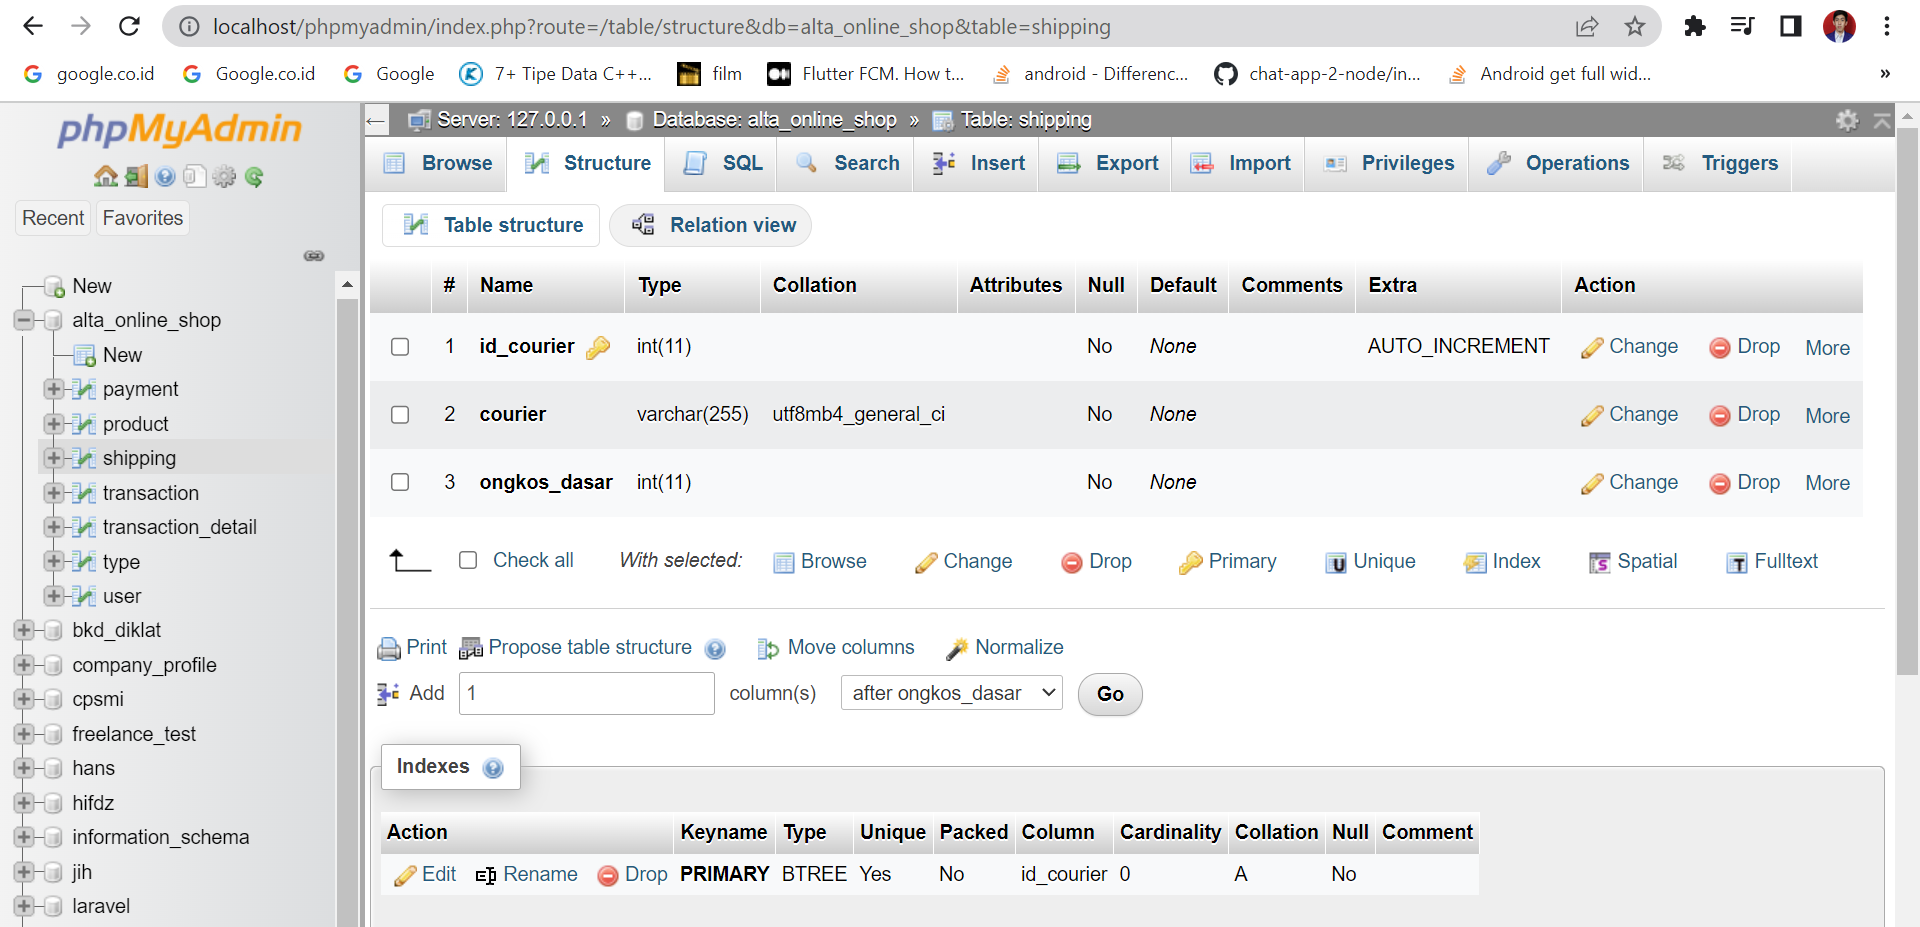 localhost/phpmyadmin/index.php?route=/table/structure&db=alta_online_shop&table=shipping
google.co.id Google.co.id Google 7+ Tipe Data C++... film Flutter FCM. How t... android - Differenc... chat-app-2-node/in... Android get full wid... »
phpMyAdmin
Recent Favorites
New
alta_online_shop
New
payment
product
shipping
transaction
transaction_detail
type
user
bkd_diklat
company_profile
cpsmi
freelance_test
hans
hifdz
information_schema
jih
laravel
Server: 127.0.0.1 » Database: alta_online_shop » Table: shipping
Browse Structure SQL Search Insert Export Import Privileges Operations Triggers
Table structure Relation view
# Name Type Collation Attributes Null Default Comments Extra Action
1 id_courier int(11) No None AUTO_INCREMENT Change Drop More
2 courier varchar(255) utf8mb4_general_ci No None Change Drop More
3 ongkos_dasar int(11) No None Change Drop More
Check all With selected: Browse Change Drop Primary Unique Index Spatial Fulltext
Print Propose table structure Move columns Normalize
Add 1 column(s) after ongkos_dasar Go
Indexes
Action Keyname Type Unique Packed Column Cardinality Collation Null Comment
Edit Rename Drop PRIMARY BTREE Yes No id_courier 0 A No